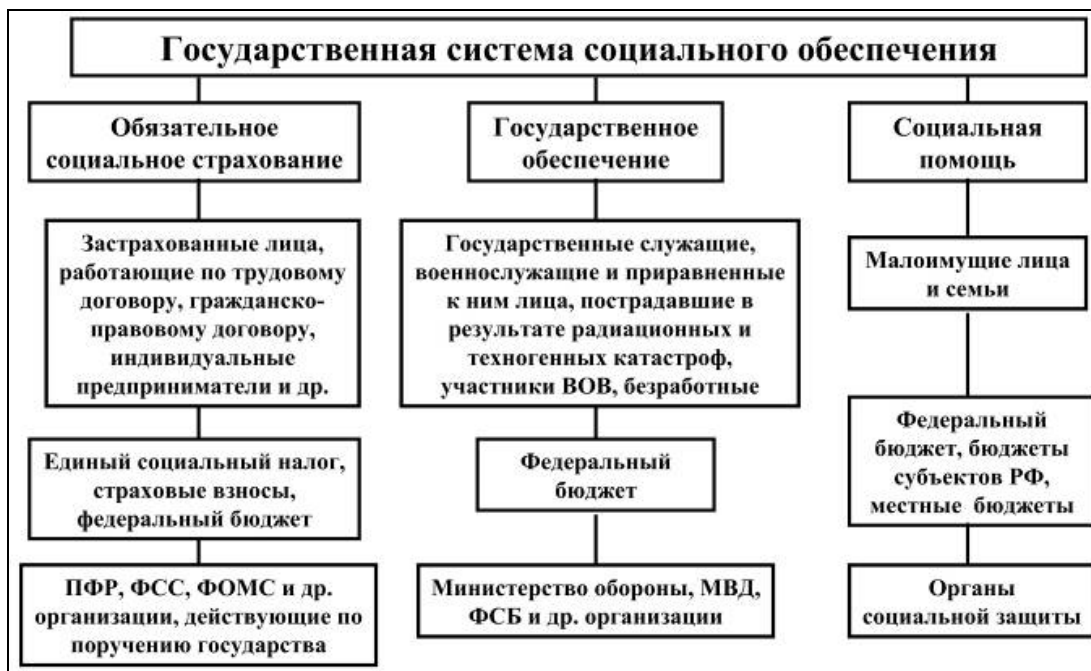 Государственная система социального обеспечения
Обязательное
социальное страхование
Государственное
обеспечение
Социальная
помощь
Застрахованные лица,
работающие по трудовому
договору, гражданско-
правовому договору,
индивидуальные
предприниматели и др.
Государственные служащие,
военнослужащие и приравненные
к ним лица, пострадавшие в
результате радиационных и
техногенных катастроф,
участники ВОВ, безработные
Малоимущие лица
и семьи
Единый социальный налог,
страховые взносы,
федеральный бюджет
Федеральный
бюджет
Федеральный
бюджет, бюджеты
субъектов РФ,
местные бюджеты
ПФР, ФСС, ФОМС и др.
организации, действующие по
поручению государства
Министерство обороны, МВД,
ФСБ и др. организации
Органы
социальной защиты